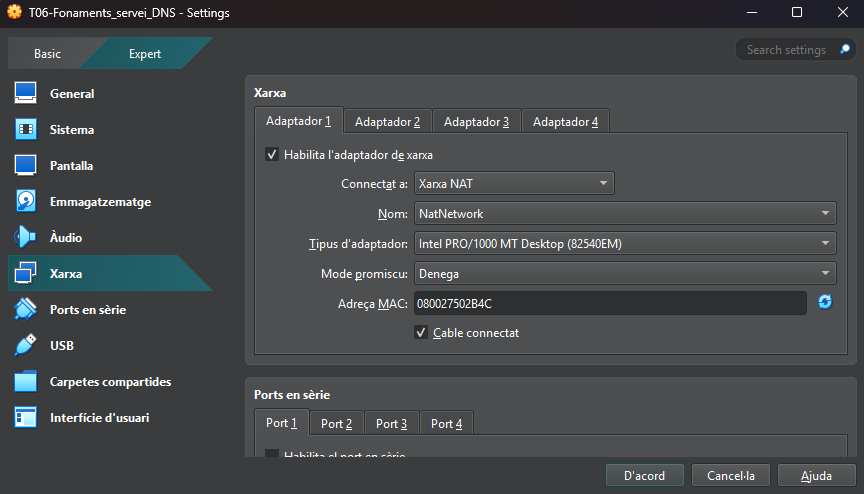 T06-Fonaments_servei_DNS - Settings
Basic
Expert
Search settings
General
Sistema
Pantalla
Emmagatzematge
Àudio
Xarxa
Ports en sèrie
USB
Carpetes compartides
Interfície d'usuari
Xarxa
Adaptador 1
Adaptador 2
Adaptador 3
Adaptador 4
Habilita l'adaptador de xarxa
Connectat a: Xarxa NAT
Nom: NatNetwork
Tipus d'adaptador: Intel PRO/1000 MT Desktop (82540EM)
Mode promiscu: Denega
Adreça MAC: 080027502B4C
Cable connectat
Ports en sèrie
Port 1
Port 2
Port 3
Port 4
Habilita el port en sèrie
D'acord
Cancel·la
Ajuda